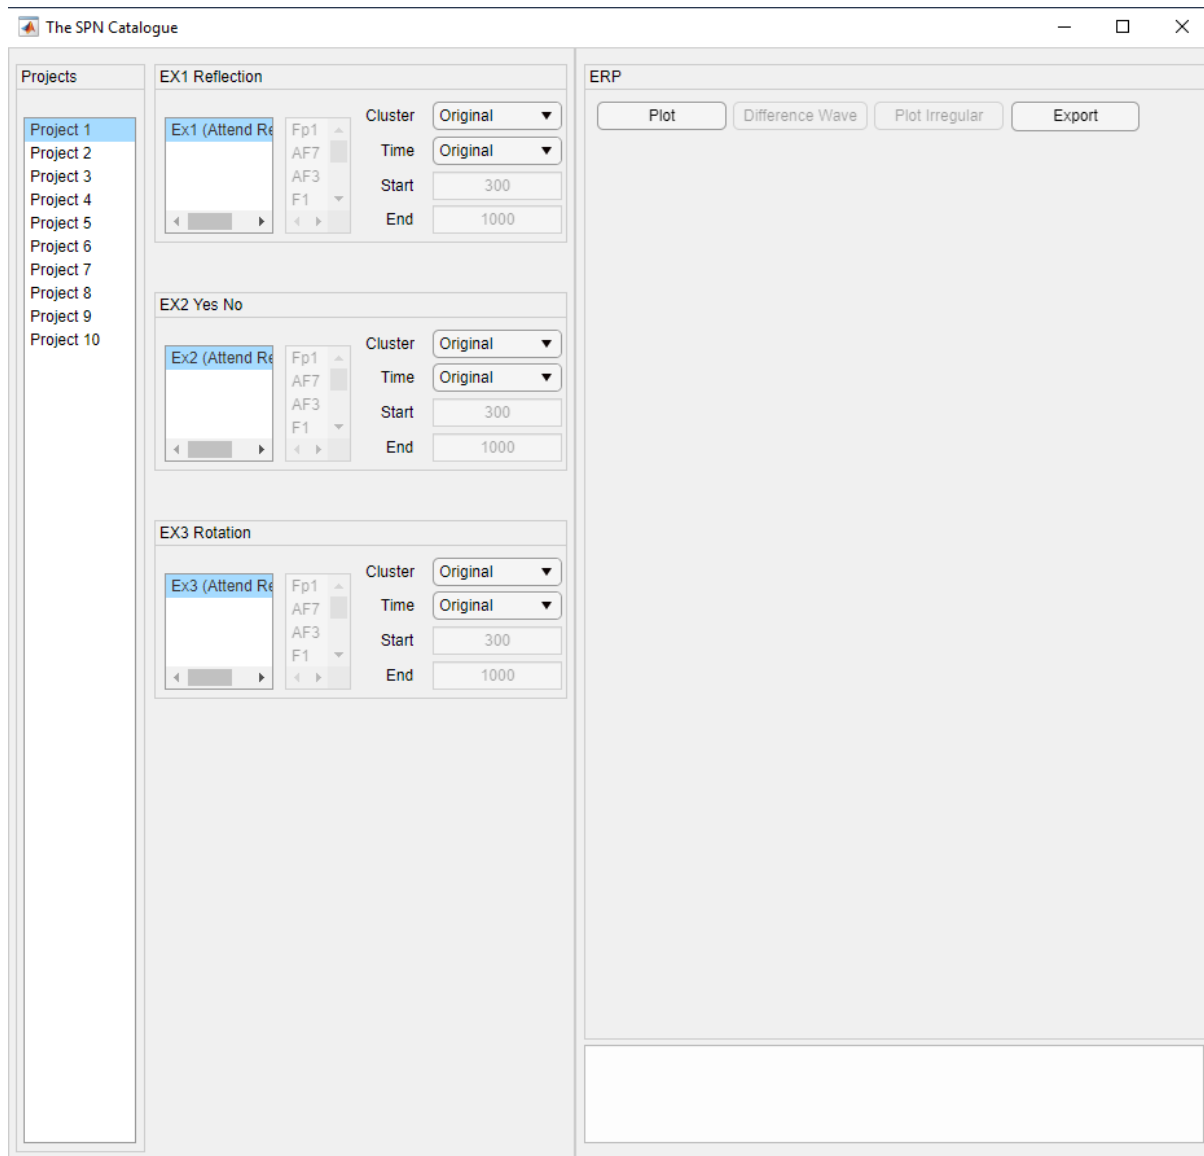 The SPN Catalogue
Projects
Project 1
Project 2
Project 3
Project 4
Project 5
Project 6
Project 7
Project 8
Project 9
Project 10
EX1 Reflection
Ex1 (Attend Re
Fp1
AF7
AF3
F1
Cluster Original
Time Original
Start 300
End 1000
EX2 Yes No
Ex2 (Attend Re
Fp1
AF7
AF3
F1
Cluster Original
Time Original
Start 300
End 1000
EX3 Rotation
Ex3 (Attend Re
Fp1
AF7
AF3
F1
Cluster Original
Time Original
Start 300
End 1000
ERP
Plot Difference Wave Plot Irregular Export